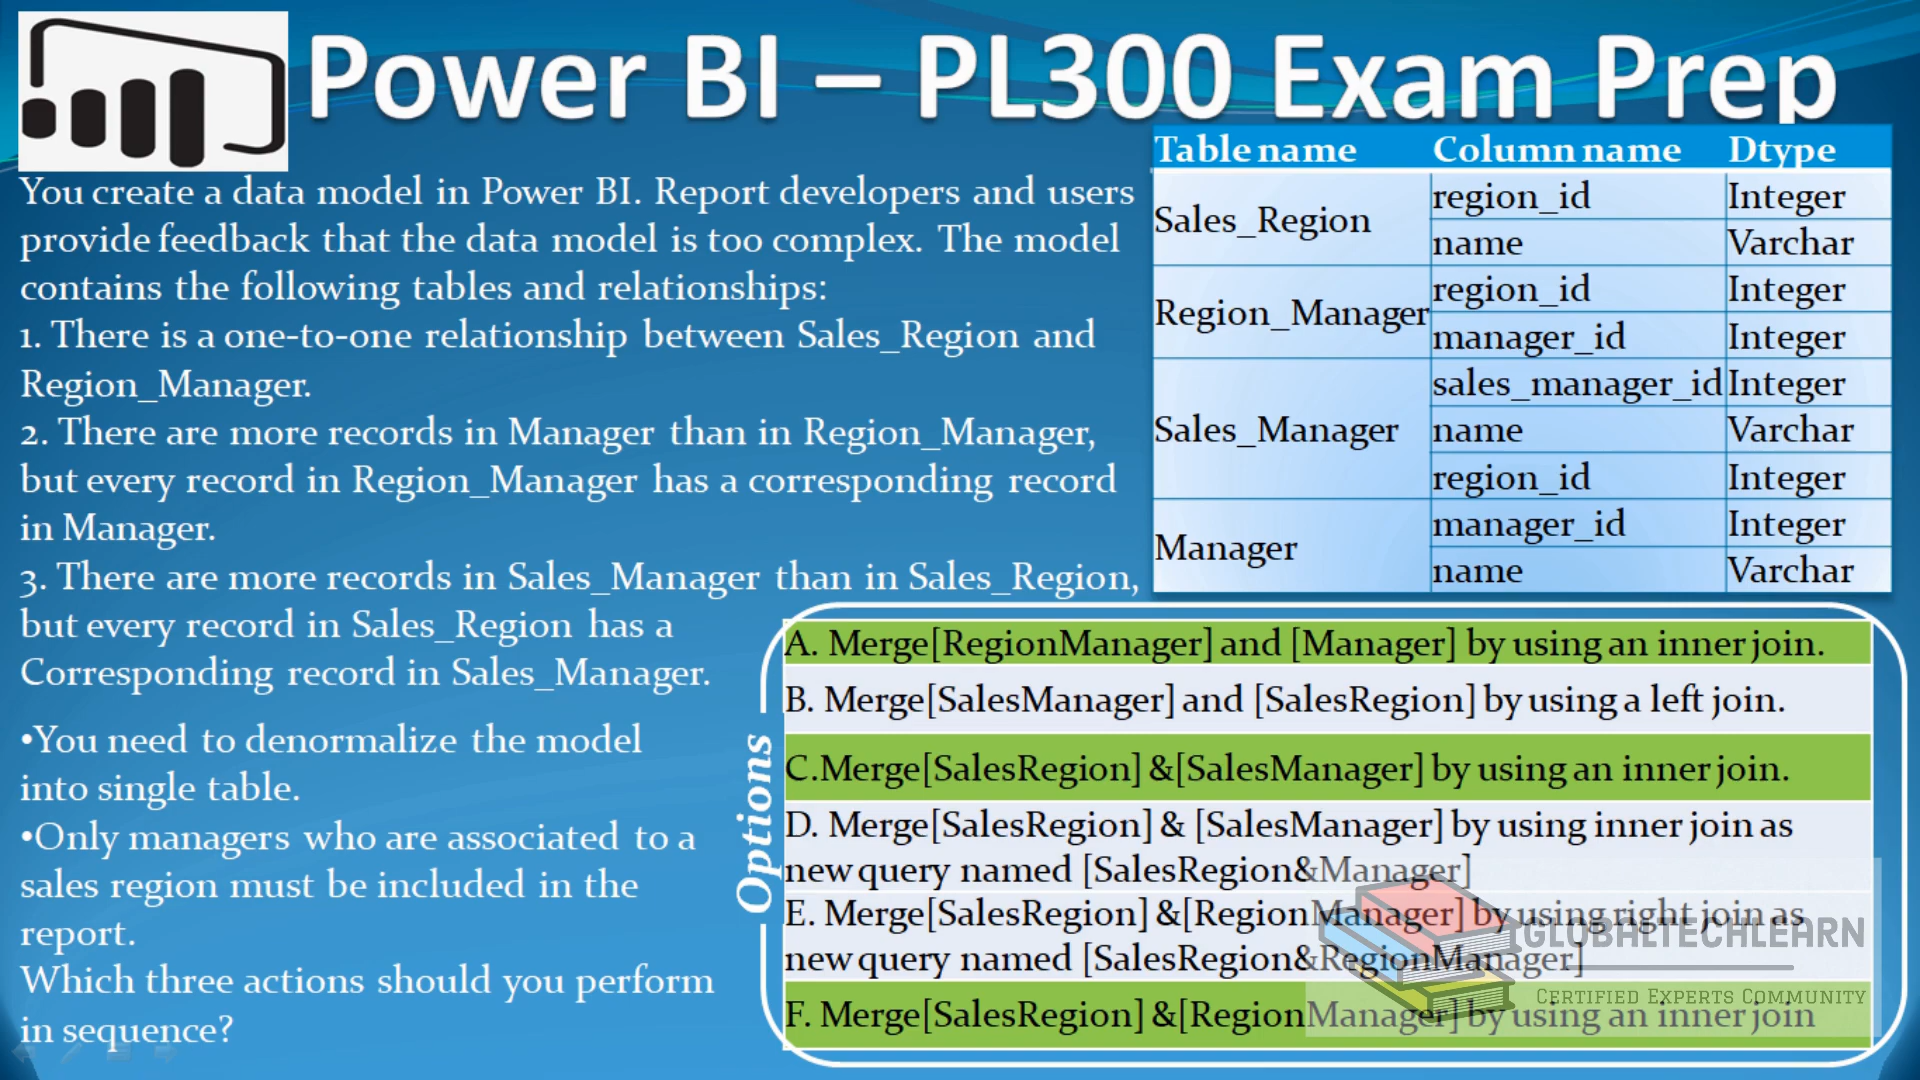 Power BI – PL300 Exam Prep
You create a data model in Power BI. Report developers and users
provide feedback that the data model is too complex. The model
contains the following tables and relationships:
1. There is a one-to-one relationship between Sales_Region and
Region_Manager.
2. There are more records in Manager than in Region_Manager,
but every record in Region_Manager has a corresponding record
in Manager.
3. There are more records in Sales_Manager than in Sales_Region,
but every record in Sales_Region has a
Corresponding record in Sales_Manager.
•You need to denormalize the model
into single table.
•Only managers who are associated to a
sales region must be included in the
report.
Which three actions should you perform
in sequence?
Table name Column name Dtype
Sales_Region region_id Integer
name Varchar
Region_Manager region_id Integer
manager_id Integer
Sales_Manager sales_manager_id Integer
name Varchar
region_id Integer
Manager manager_id Integer
name Varchar
Options
A. Merge[RegionManager] and [Manager] by using an inner join.
B. Merge[SalesManager] and [SalesRegion] by using a left join.
C.Merge[SalesRegion] &[SalesManager] by using an inner join.
D. Merge[SalesRegion] & [SalesManager] by using inner join as
new query named [SalesRegion&Manager]
E. Merge[SalesRegion] &[RegionManager] by using right join as
new query named [SalesRegion&RegionManager]
F. Merge[SalesRegion] &[RegionManager] by using an inner join
GLOBALTECHLEARN
CERTIFIED EXPERTS COMMUNITY